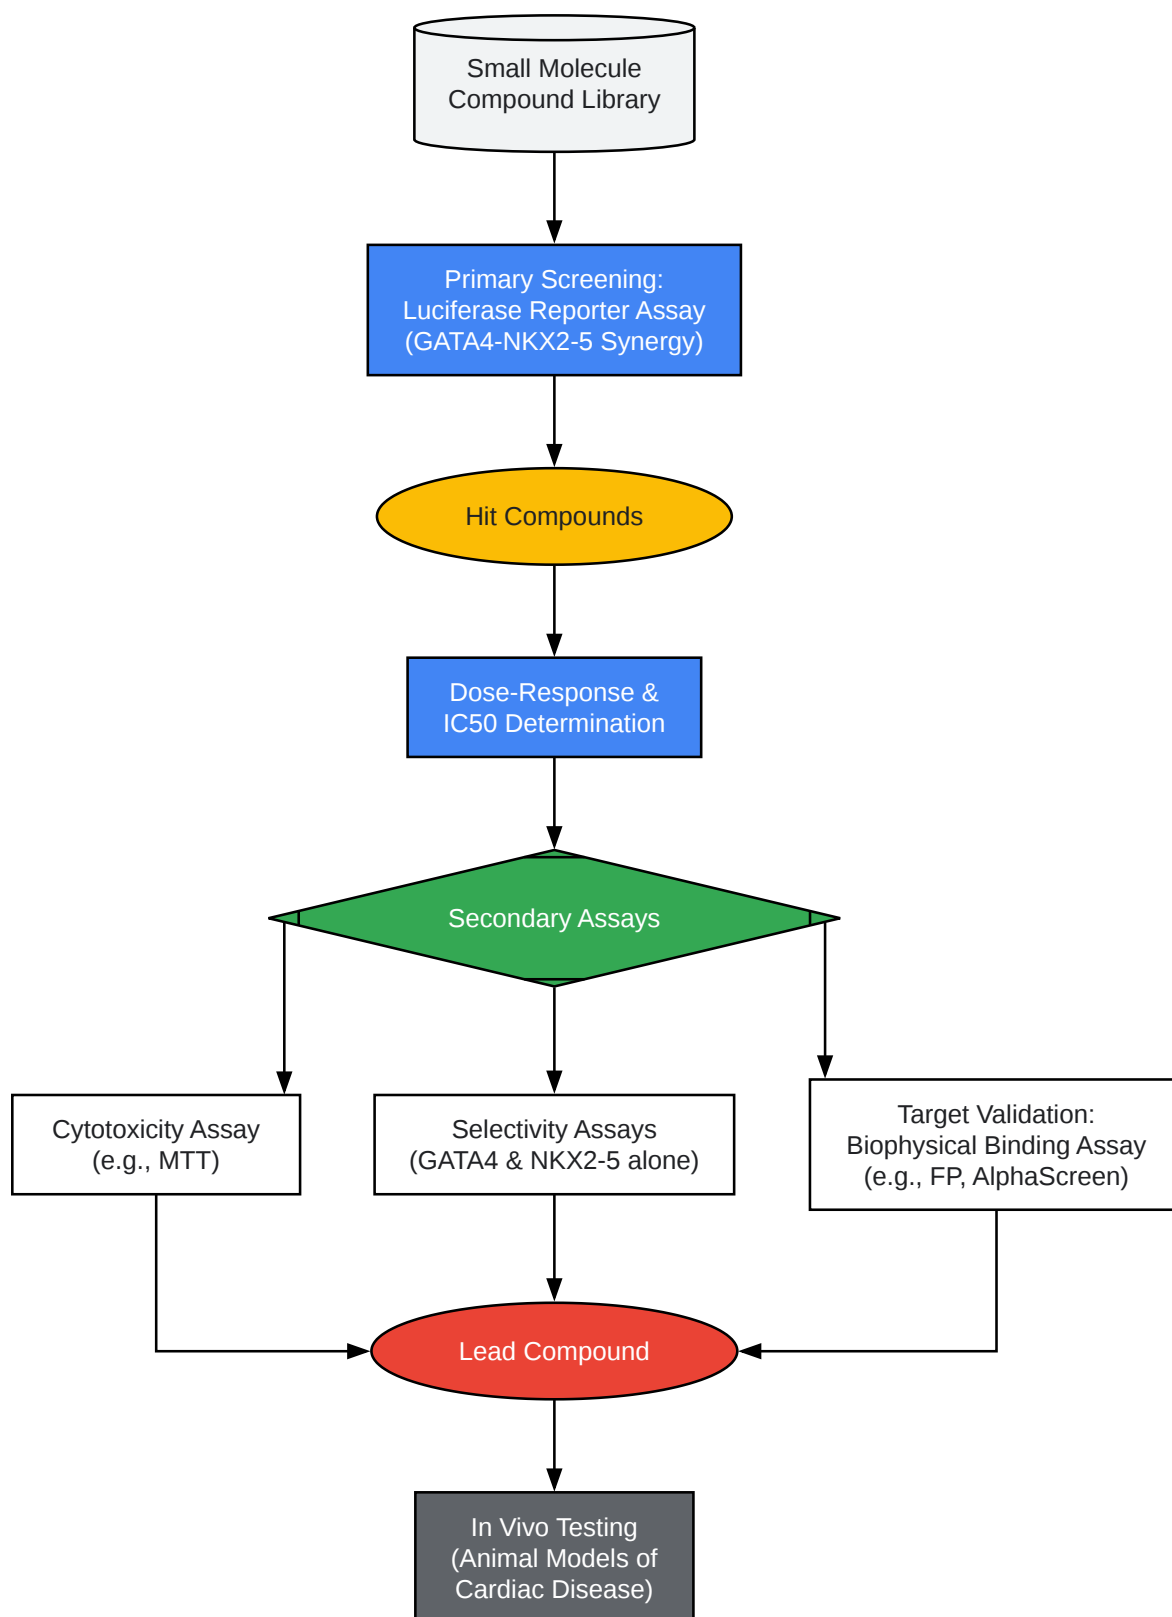 Small Molecule
Compound Library
Primary Screening:
Luciferase Reporter Assay
(GATA4-NKX2-5 Synergy)
Hit Compounds
Dose-Response &
IC50 Determination
Secondary Assays
Cytotoxicity Assay
(e.g., MTT)
Selectivity Assays
(GATA4 & NKX2-5 alone)
Target Validation:
Biophysical Binding Assay
(e.g., FP, AlphaScreen)
Lead Compound
In Vivo Testing
(Animal Models of
Cardiac Disease)